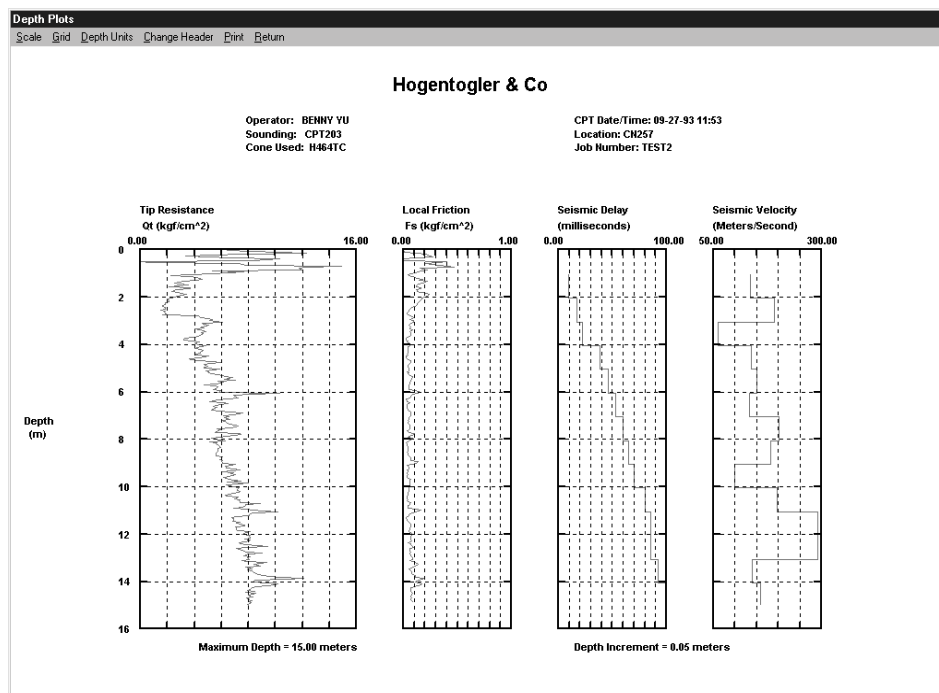 Depth Plots
Scale Grid Depth Units Change Header Print Return
Hogentogler & Co
Operator: BENNY YU
Sounding: CPT203
Cone Used: H464TC
CPT Date/Time: 09-27-93 11:53
Location: CN257
Job Number: TEST2
Tip Resistance
Qt (kgf/cm^2)
0.00 16.00
Local Friction
Fs (kgf/cm^2)
0.00 1.00
Seismic Delay
(milliseconds)
0.00 100.00
Seismic Velocity
(Meters/Second)
50.00 300.00
Depth
(m)
0
2
4
6
8
10
12
14
16
Maximum Depth = 15.00 meters
Depth Increment = 0.05 meters